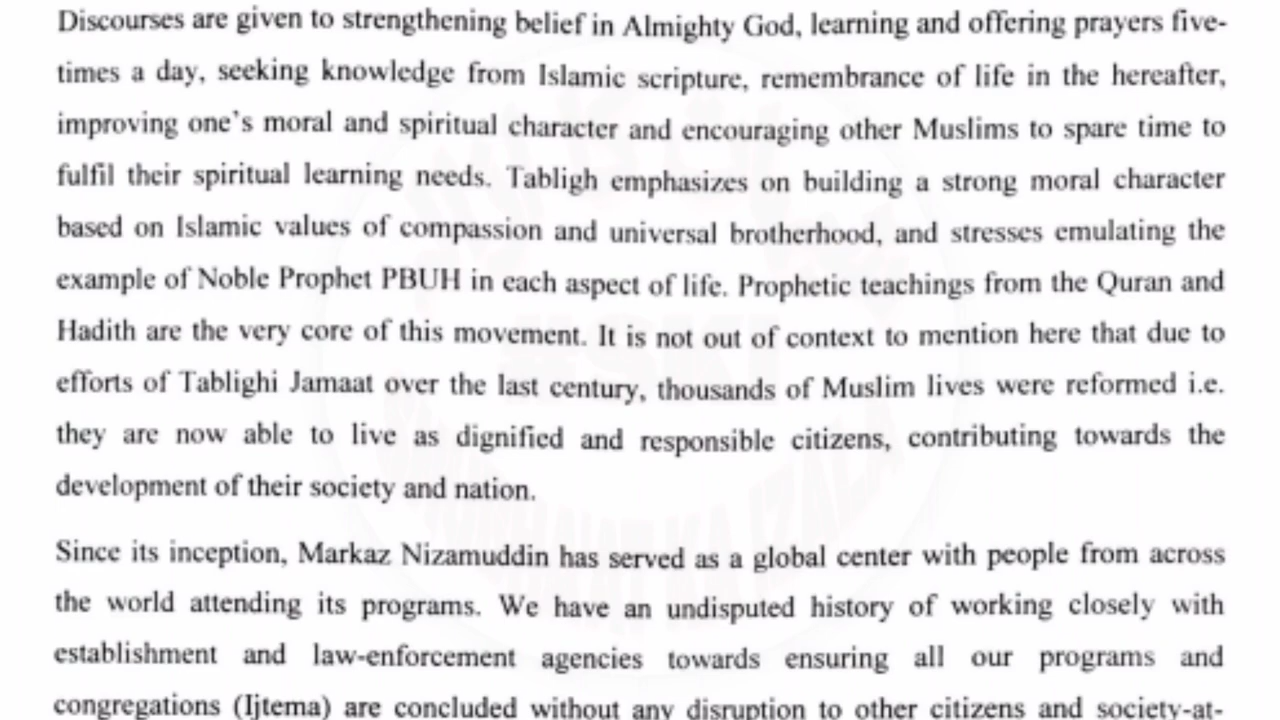 Discourses are given to strengthening belief in Almighty God, learning and offering prayers five-
times a day, seeking knowledge from Islamic scripture, remembrance of life in the hereafter,
improving one's moral and spiritual character and encouraging other Muslims to spare time to
fulfil their spiritual learning needs. Tabligh emphasizes on building a strong moral character
based on Islamic values of compassion and universal brotherhood, and stresses emulating the
example of Noble Prophet PBUH in each aspect of life. Prophetic teachings from the Quran and
Hadith are the very core of this movement. It is not out of context to mention here that due to
efforts of Tablighi Jamaat over the last century, thousands of Muslim lives were reformed i.e.
they are now able to live as dignified and responsible citizens, contributing towards the
development of their society and nation.
Since its inception, Markaz Nizamuddin has served as a global center with people from across
the world attending its programs. We have an undisputed history of working closely with
establishment and law-enforcement agencies towards ensuring all our programs and
congregations (Ijtema) are concluded without any disruption to other citizens and society-at-